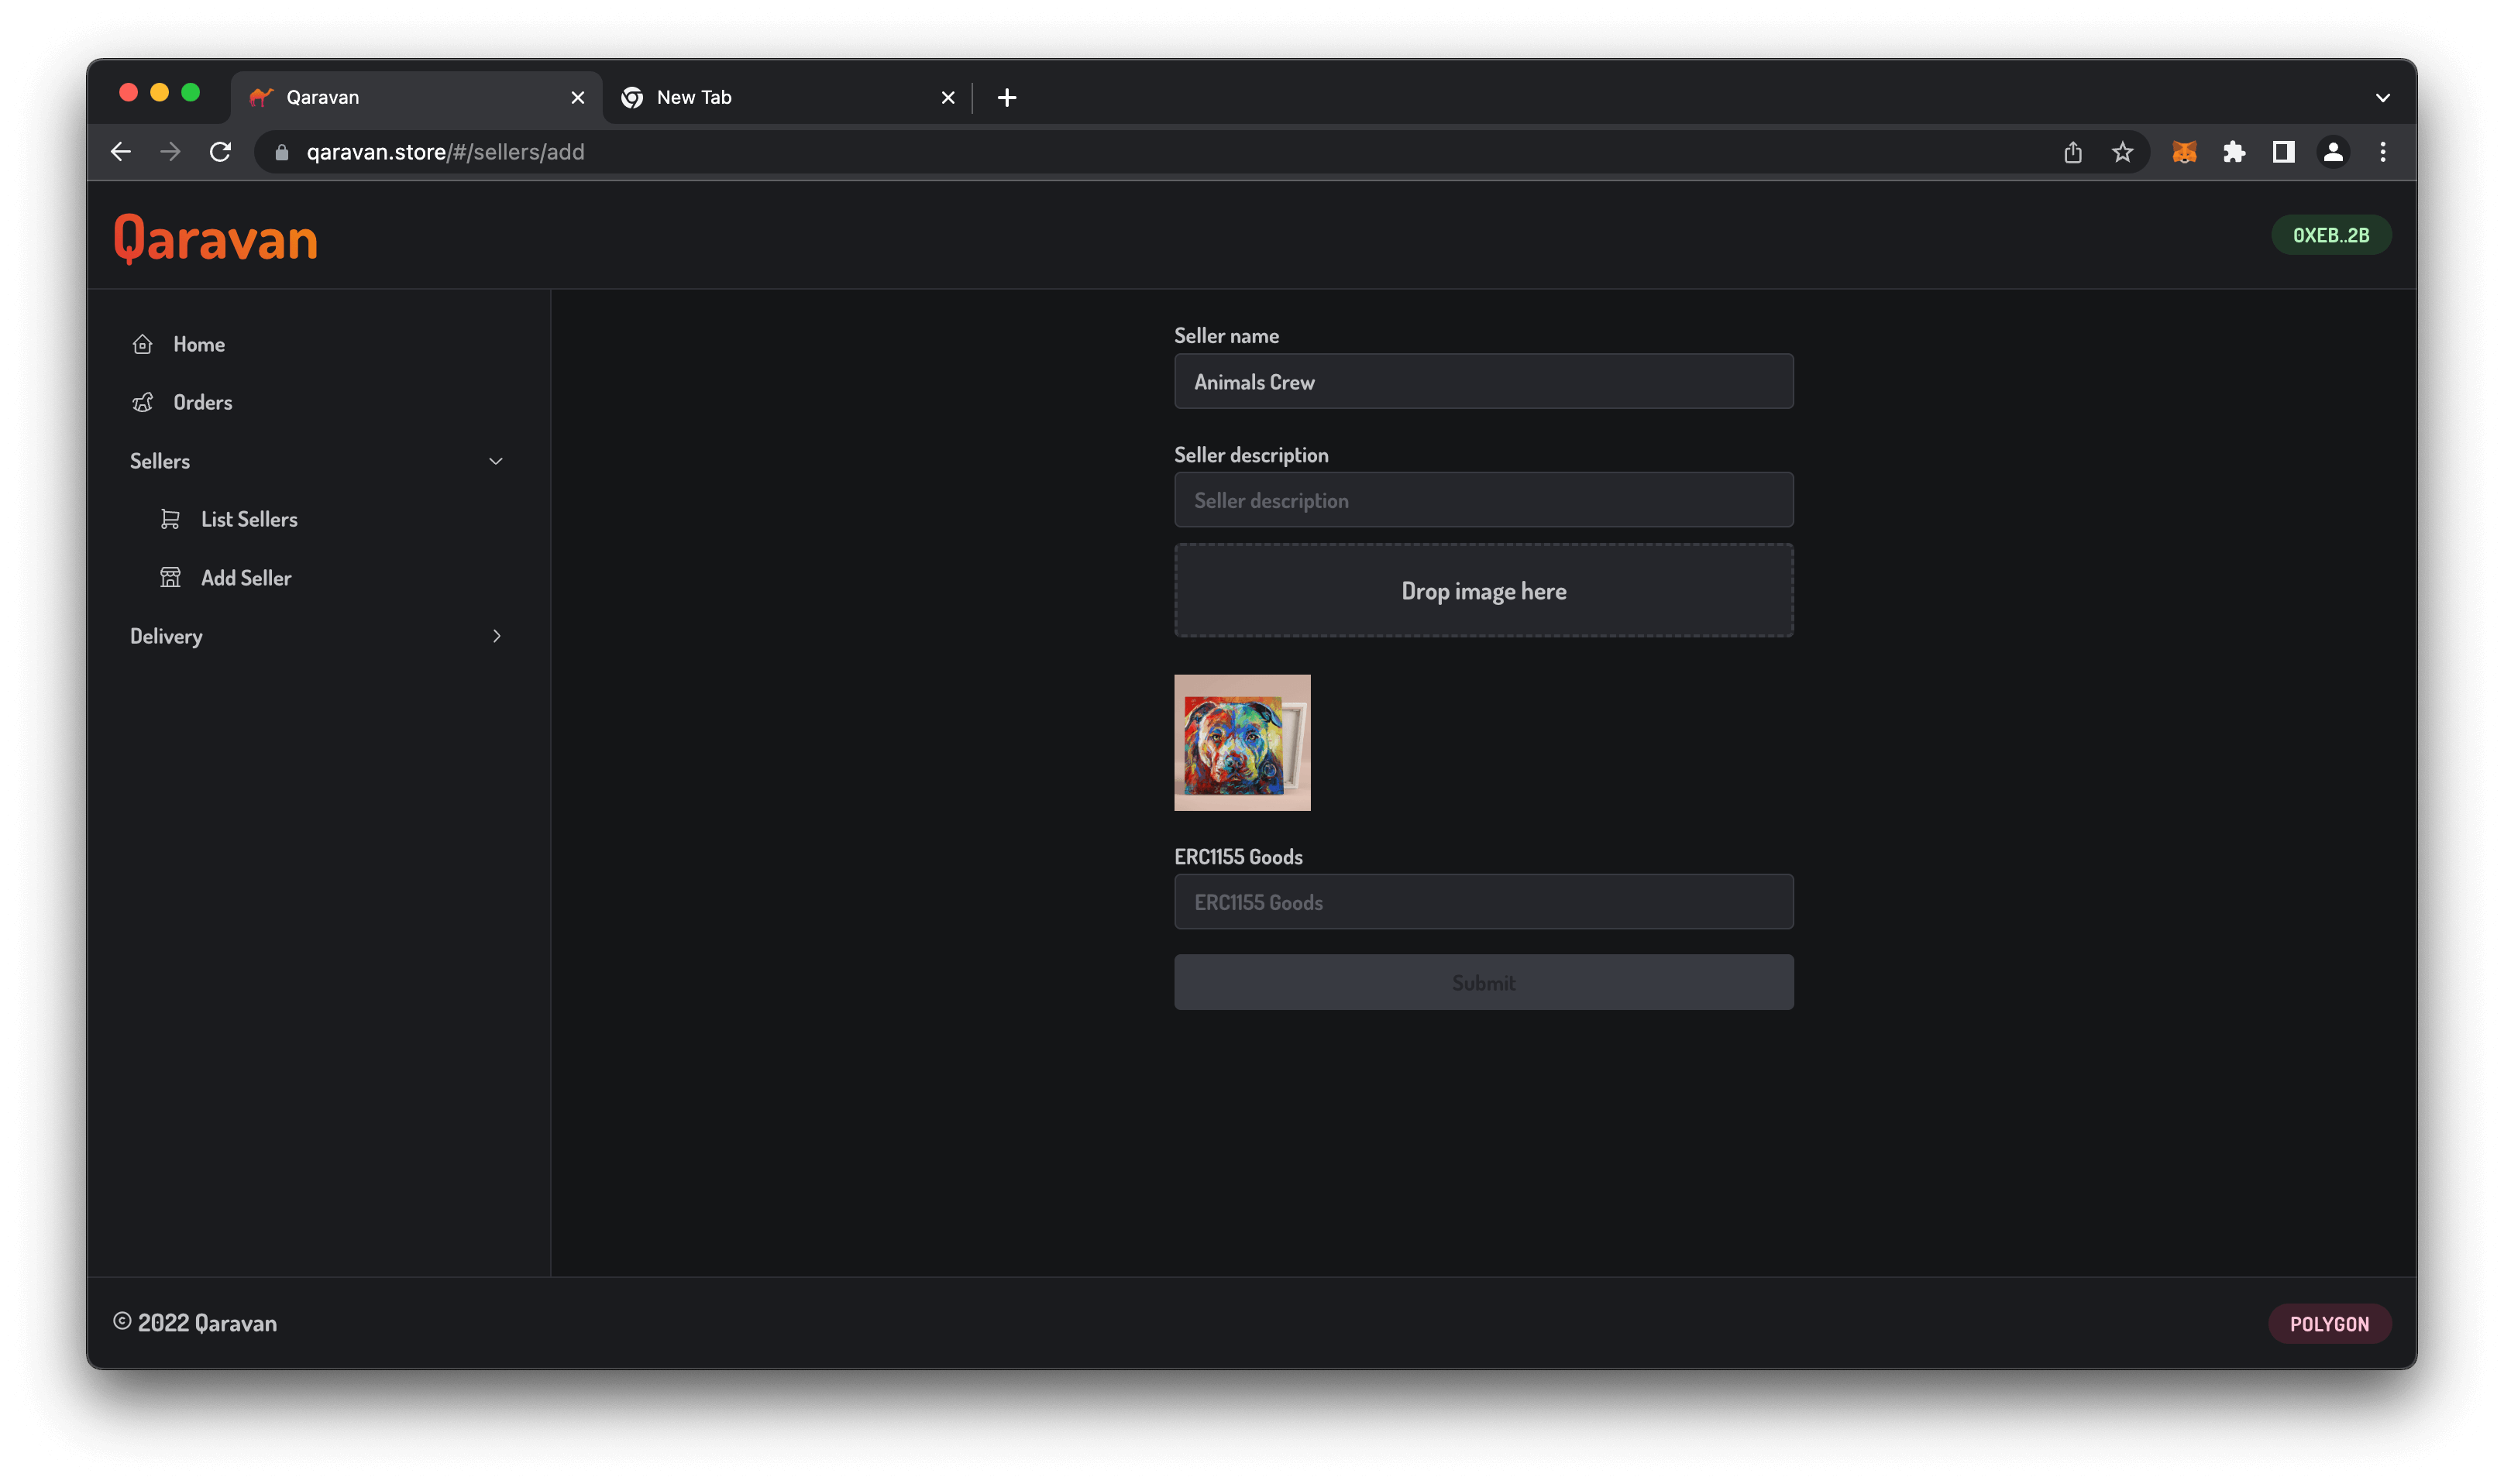 Qaravan
New Tab
qaravan.store/#/sellers/add
Qaravan
0XEB..2B
Home
Orders
Sellers
List Sellers
Add Seller
Delivery
Seller name
Animals Crew
Seller description
Seller description
Drop image here
ERC1155 Goods
ERC1155 Goods
Submit
© 2022 Qaravan
POLYGON